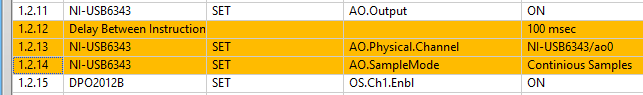 1.2.11 NI-USB6343 SET AO.Output ON
1.2.12 Delay Between Instruction 100 msec
1.2.13 NI-USB6343 SET AO.Physical.Channel NI-USB6343/ao0
1.2.14 NI-USB6343 SET AO.SampleMode Continious Samples
1.2.15 DPO2012B SET OS.Ch1.Enbl ON